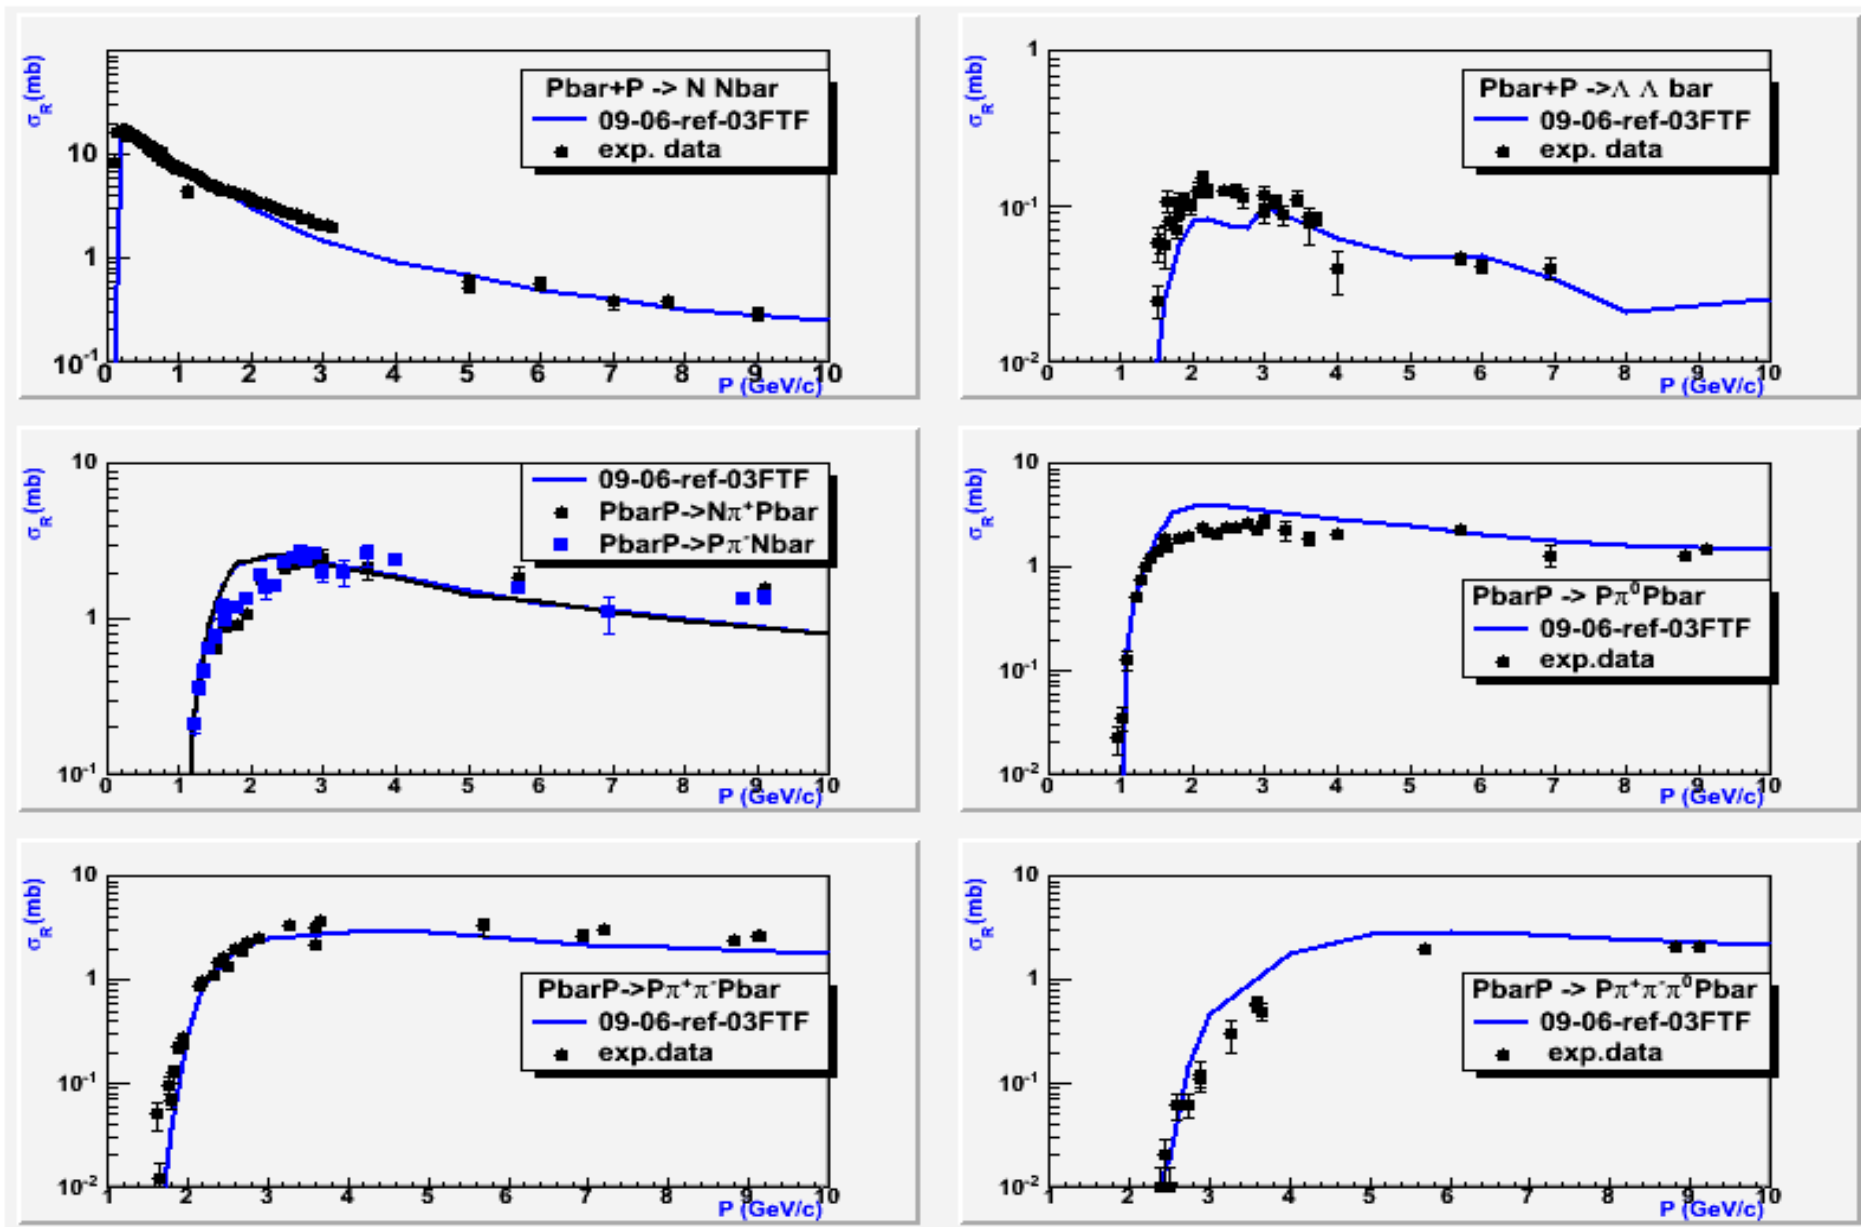 σR(mb)
10
1
10-1
0 1 2 3 4 5 6 7 8 9 10
P (GeV/c)
Pbar+P -> N Nbar
09-06-ref-03FTF
exp. data
σR(mb)
1
10-1
10-2
0 1 2 3 4 5 6 7 8 9 10
P (GeV/c)
Pbar+P ->Λ Λ bar
09-06-ref-03FTF
exp. data
σR(mb)
10
1
10-1
0 1 2 3 4 5 6 7 8 9 10
P (GeV/c)
09-06-ref-03FTF
PbarP->Nπ+Pbar
PbarP->Pπ-Nbar
σR(mb)
10
1
10-1
10-2
0 1 2 3 4 5 6 7 8 9 10
P (GeV/c)
PbarP -> Pπ0Pbar
09-06-ref-03FTF
exp.data
σR(mb)
10
1
10-1
10-2
1 2 3 4 5 6 7 8 9 10
P (GeV/c)
PbarP->Pπ+π-Pbar
09-06-ref-03FTF
exp.data
σR(mb)
10
1
10-1
10-2
1 2 3 4 5 6 7 8 9 10
P (GeV/c)
PbarP -> Pπ+π-π0Pbar
09-06-ref-03FTF
exp.data